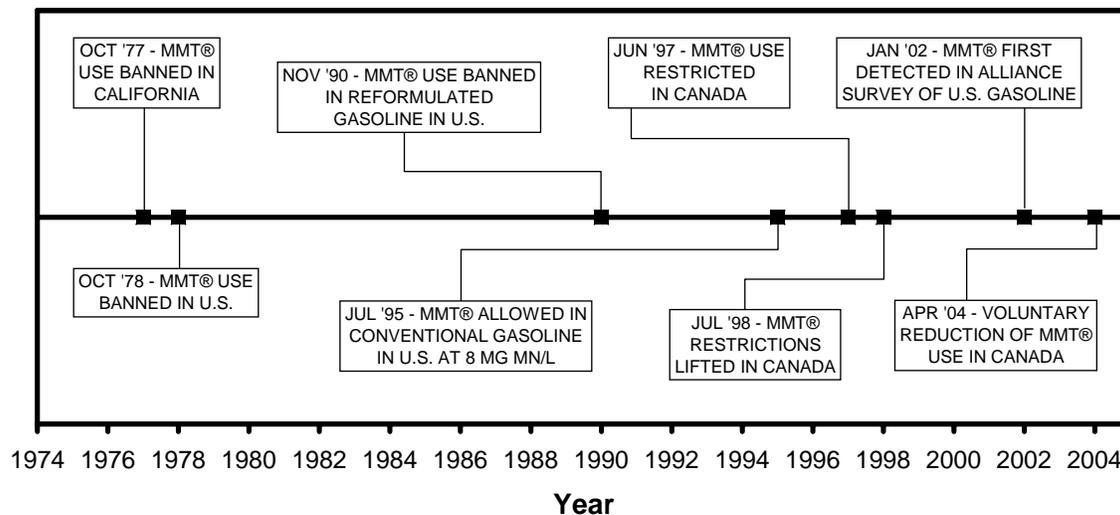 OCT '77 - MMT®
USE BANNED IN
CALIFORNIA
NOV '90 - MMT® USE BANNED
IN REFORMULATED
GASOLINE IN U.S.
JUN '97 - MMT® USE
RESTRICTED
IN CANADA
JAN '02 - MMT® FIRST
DETECTED IN ALLIANCE
SURVEY OF U.S. GASOLINE
OCT '78 - MMT® USE
BANNED IN U.S.
JUL '95 - MMT® ALLOWED IN
CONVENTIONAL GASOLINE
IN U.S. AT 8 MG MN/L
JUL '98 - MMT®
RESTRICTIONS
LIFTED IN CANADA
APR '04 - VOLUNTARY
REDUCTION OF MMT®
USE IN CANADA
1974 1976 1978 1980 1982 1984 1986 1988 1990 1992 1994 1996 1998 2000 2002 2004
Year